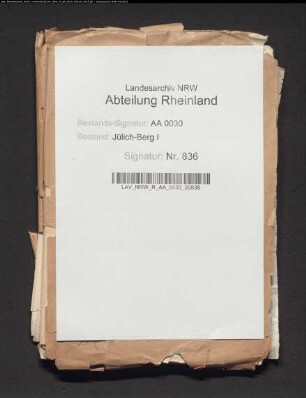 Landesarchiv NRW
Abteilung Rheinland
Bestands-Signatur: AA 0030
Bestand: Jülich-Berg I
Signatur: Nr. 836
LAV_NRW_R_AA_0030_00836